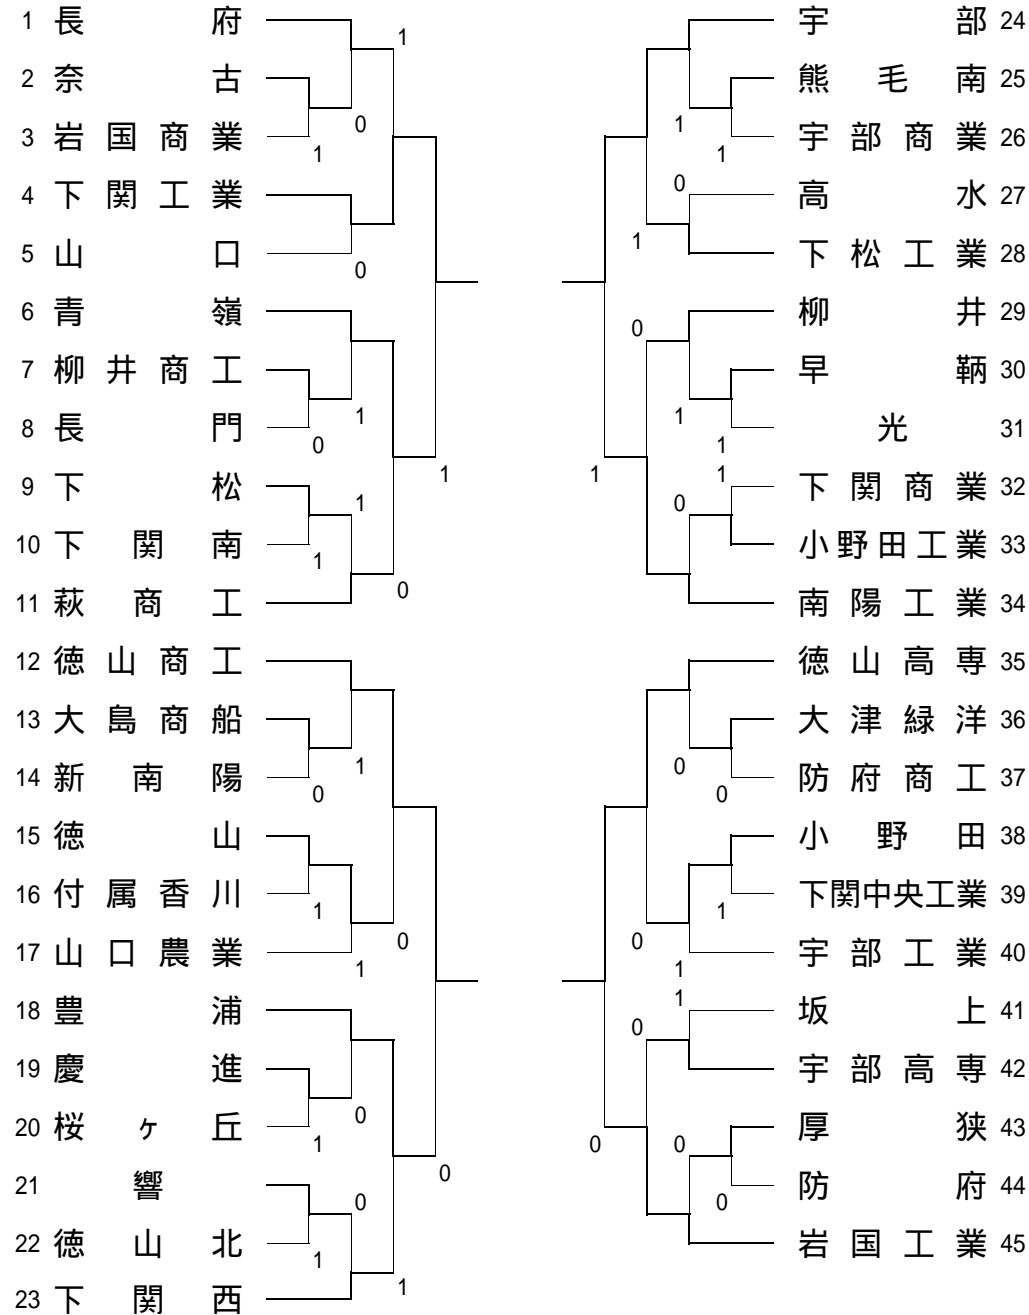 1 長府
2 奈古
3 岩国商業
4 下関工業
5 山口
6 青嶺
7 柳井商工
8 長門
9 下松
10 下関南
11 萩商工
12 徳山商工
13 大島商船
14 新南陽
15 徳山
16 付属香川
17 山口農業
18 豊浦
19 慶進
20 桜ヶ丘
21 響
22 徳山北
23 下関西
1
0
1
0
1
0
1
1
1
0
1
0
1
0
1
0
1
0
1
0
1
宇部 24
熊毛南 25
宇部商業 26
高水 27
下松工業 28
柳井 29
早鞆 30
光 31
下関商業 32
小野田工業 33
南陽工業 34
徳山高専 35
大津緑洋 36
防府商工 37
小野田 38
下関中央工業 39
宇部工業 40
坂上 41
宇部高専 42
厚狭 43
防府 44
岩国工業 45
1
1
0
1
0
1
1
1
1
0
0
0
1
0
1
1
0
0
0
0